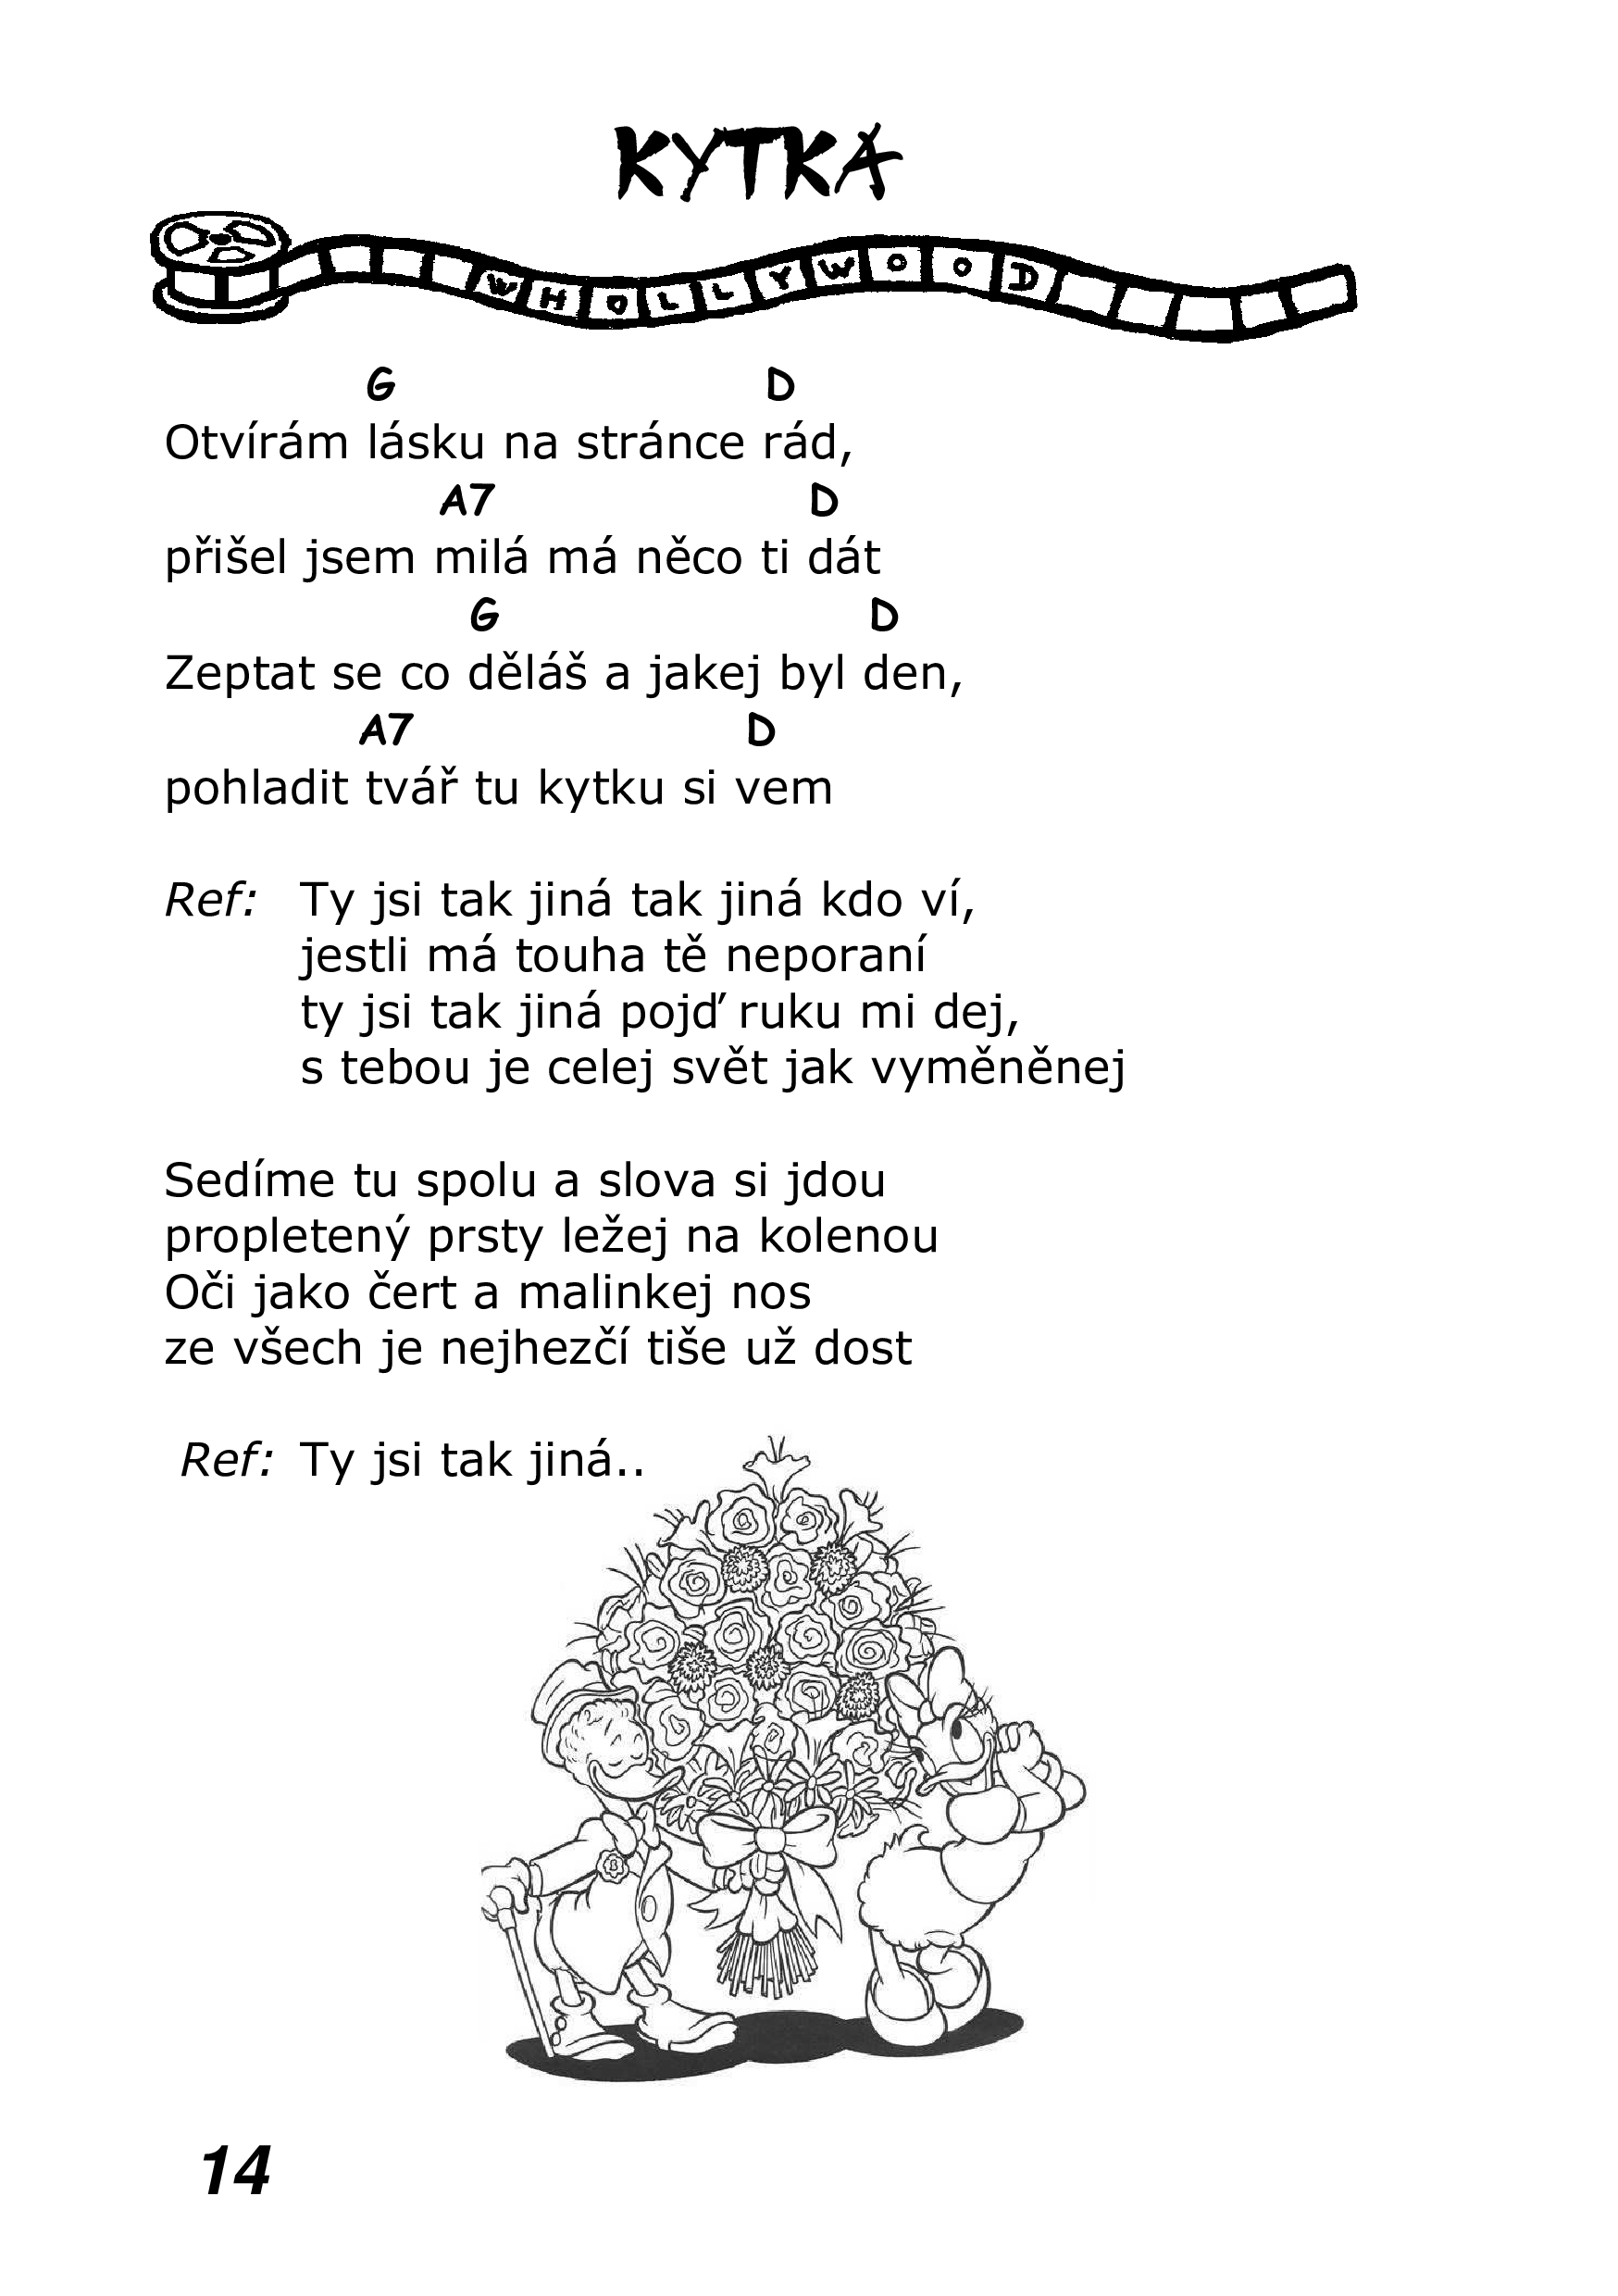 KYTKA
WHOLLYWOOD
G D
Otvírám lásku na stránce rád,
A7 D
přišel jsem milá má něco ti dát
G D
Zeptat se co děláš a jakej byl den,
A7 D
pohladit tvář tu kytku si vem
Ref: Ty jsi tak jiná tak jiná kdo ví,
jestli má touha tě neporaní
ty jsi tak jiná pojď ruku mi dej,
s tebou je celej svět jak vyměněnej
Sedíme tu spolu a slova si jdou
propletený prsty ležej na kolenou
Oči jako čert a malinkej nos
ze všech je nejhezčí tiše už dost
Ref: Ty jsi tak jiná..
14